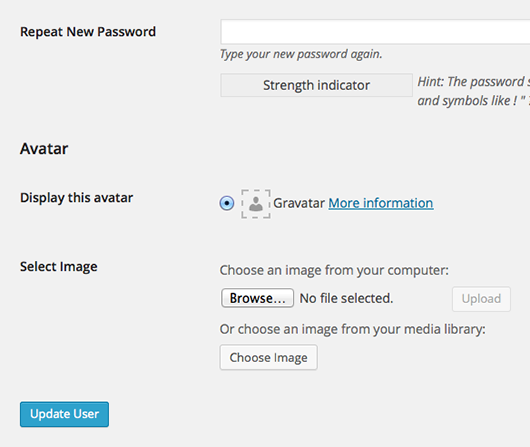 Repeat New Password
Type your new password again.
Strength indicator
Hint: The password s
and symbols like ! "
Avatar
Display this avatar
Gravatar More information
Select Image
Choose an image from your computer:
Browse... No file selected. Upload
Or choose an image from your media library:
Choose Image
Update User